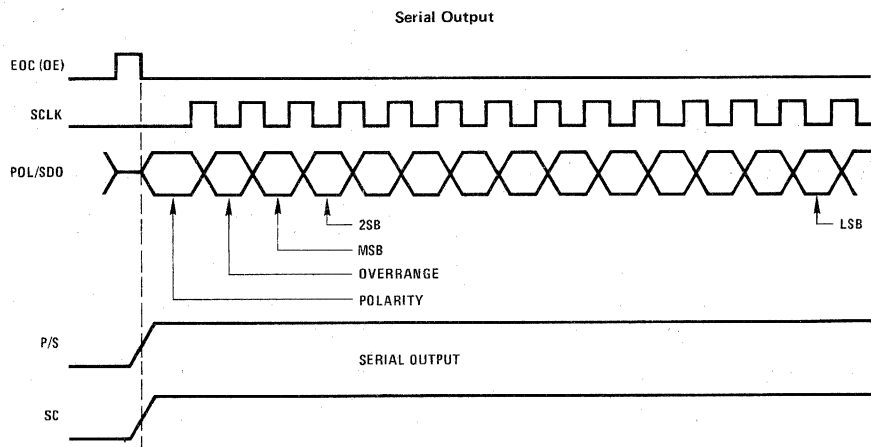 Serial Output
EOC (OE)
SCLK
POL/SDO
2SB
LSB
MSB
OVERRANGE
POLARITY
P/S
SERIAL OUTPUT
SC